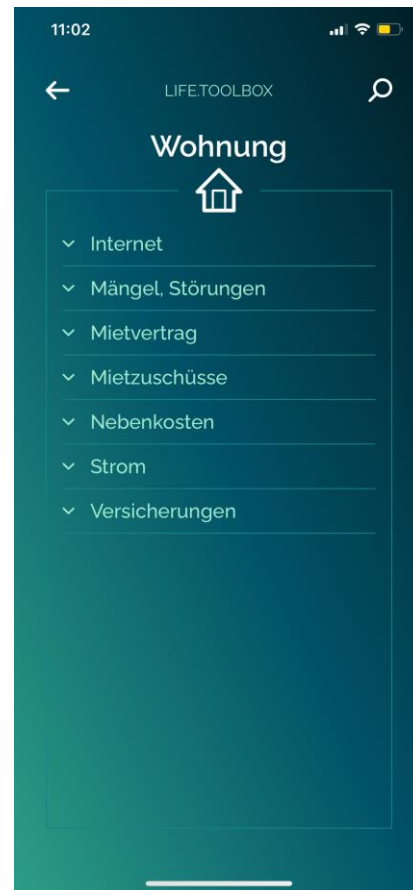 11:02
LIFE.TOOLBOX
Wohnung
Internet
Mängel, Störungen
Mietvertrag
Mietzuschüsse
Nebenkosten
Strom
Versicherungen